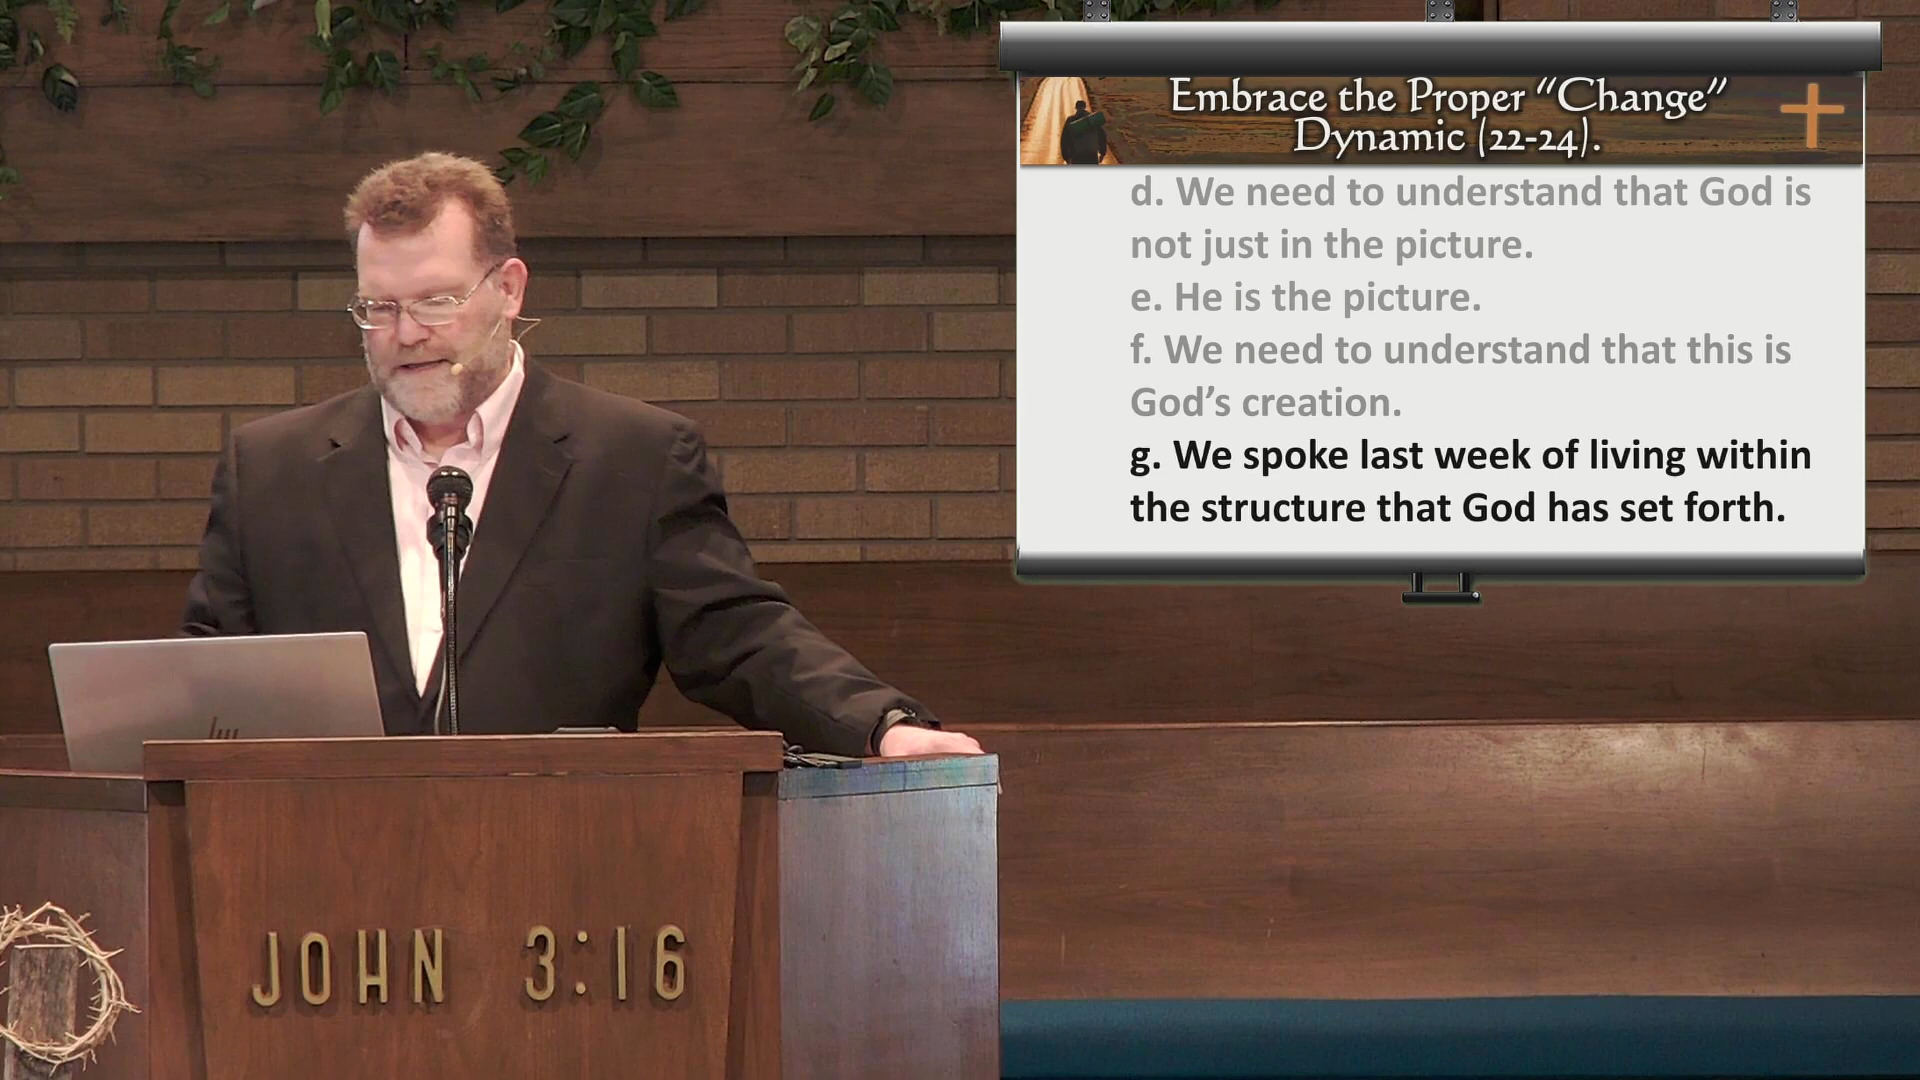 Embrace the Proper “Change”
Dynamic (22-24).
d. We need to understand that God is
not just in the picture.
e. He is the picture.
f. We need to understand that this is
God’s creation.
g. We spoke last week of living within
the structure that God has set forth.
hp
JOHN 3:16